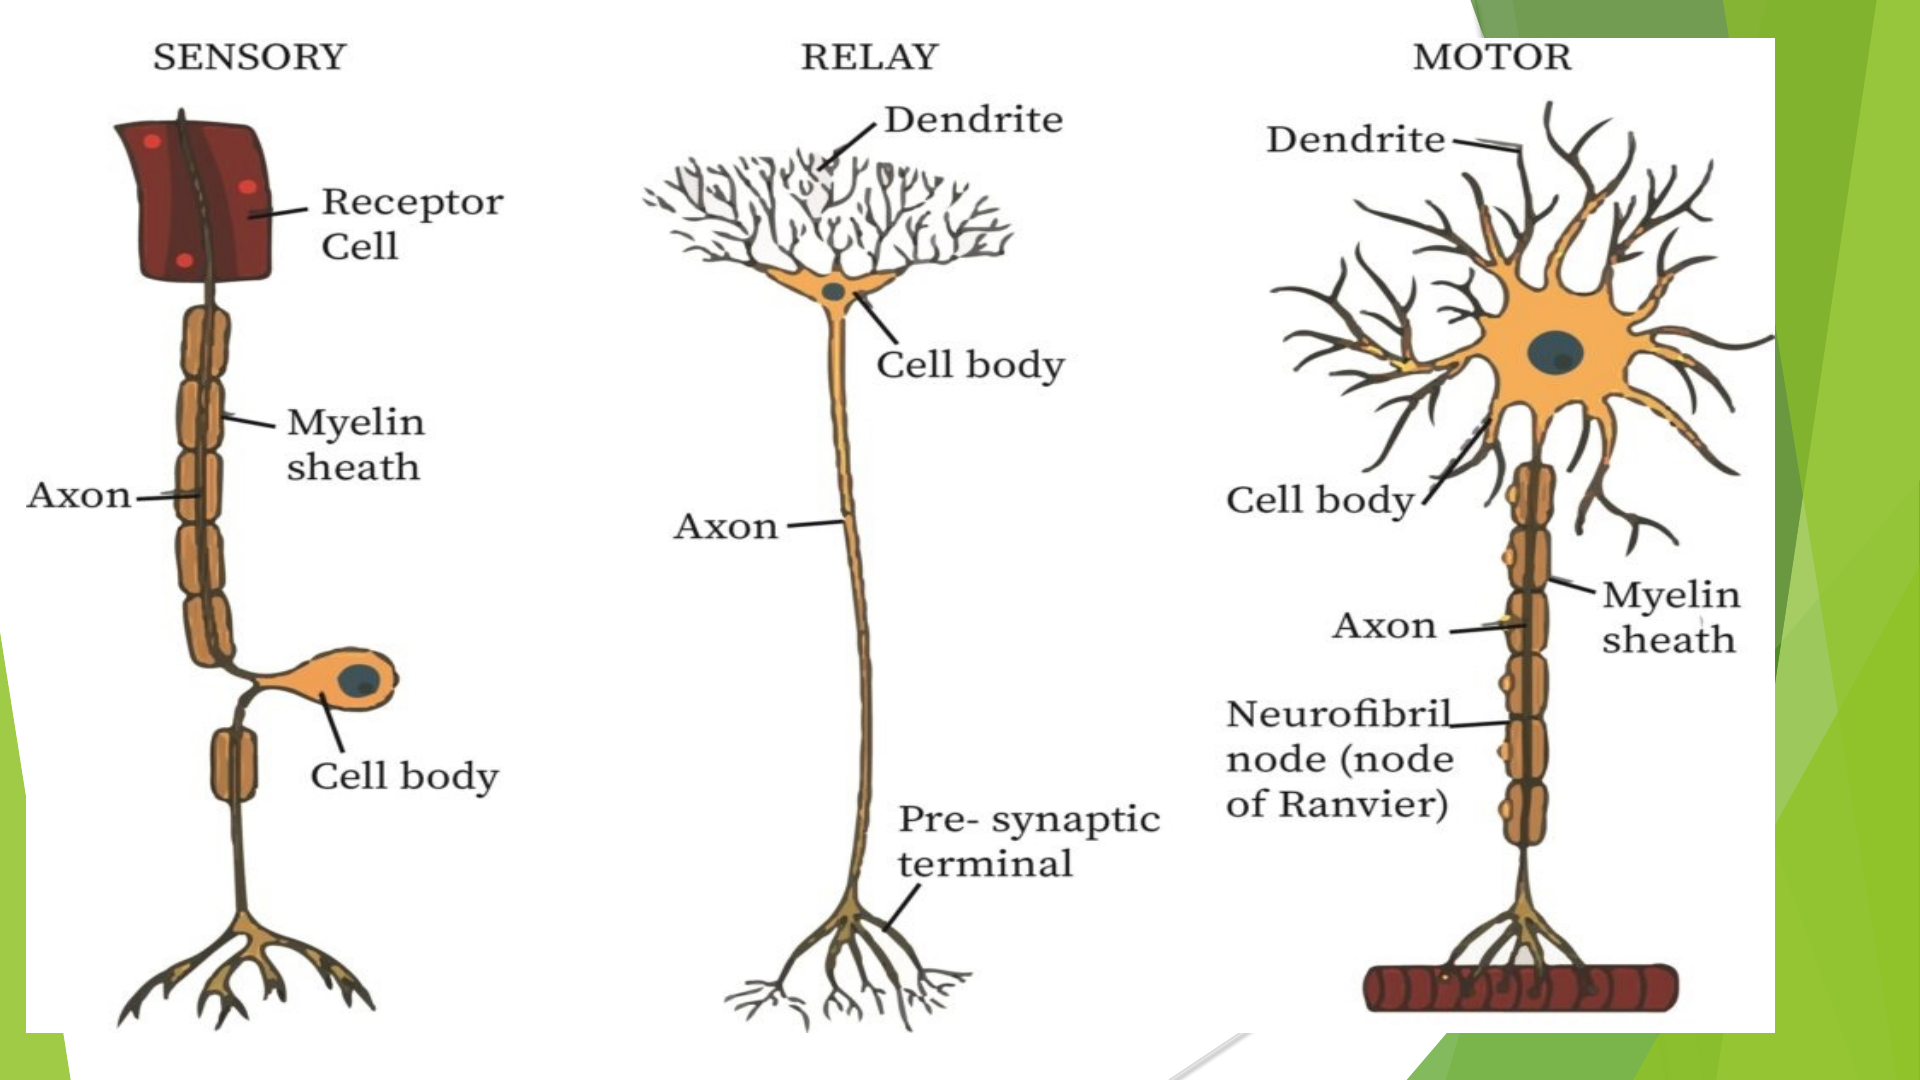 SENSORY
Receptor
Cell
Myelin
sheath
Axon
Cell body
RELAY
Dendrite
Cell body
Axon
Pre- synaptic
terminal
MOTOR
Dendrite
Cell body
Myelin
sheath
Axon
Neurofibril
node (node
of Ranvier)